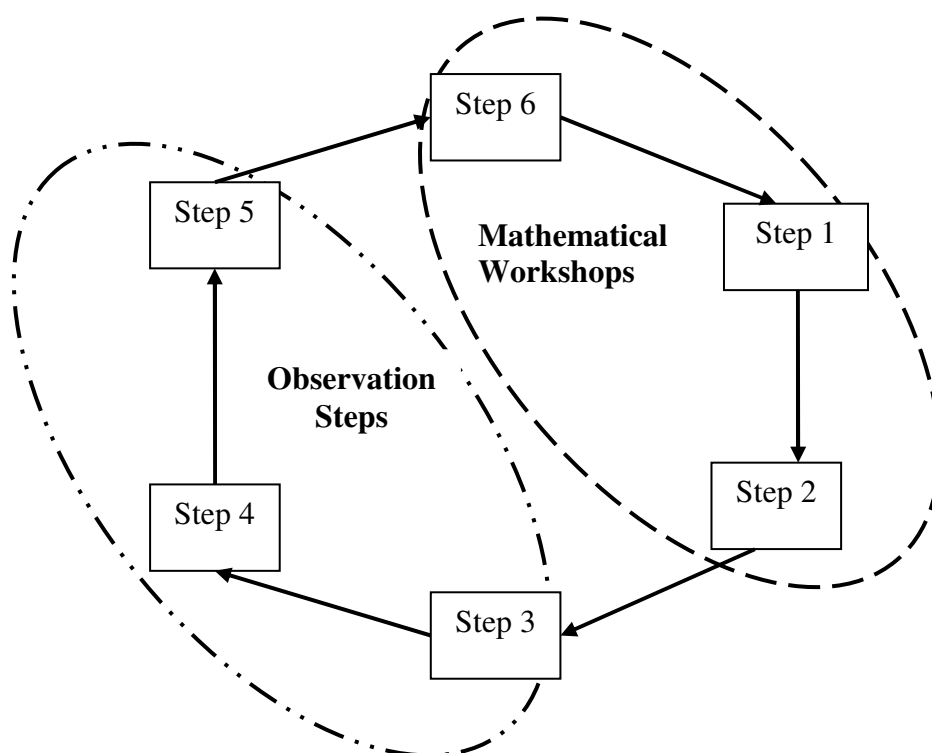 Step 6
Step 5
Step 1
Mathematical
Workshops
Observation
Steps
Step 4
Step 2
Step 3